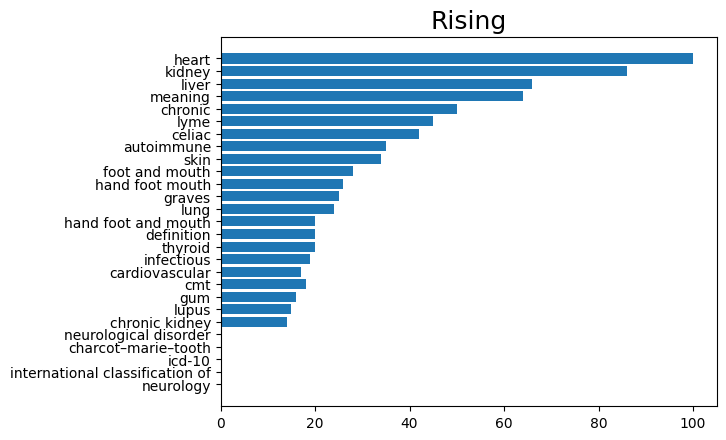 Rising
heart
kidney
liver
meaning
chronic
lyme
celiac
autoimmune
skin
foot and mouth
hand foot mouth
graves
lung
hand foot and mouth
definition
thyroid
infectious
cardiovascular
cmt
gum
lupus
chronic kidney
neurological disorder
charcot–marie–tooth
icd-10
international classification of
neurology
0 20 40 60 80 100